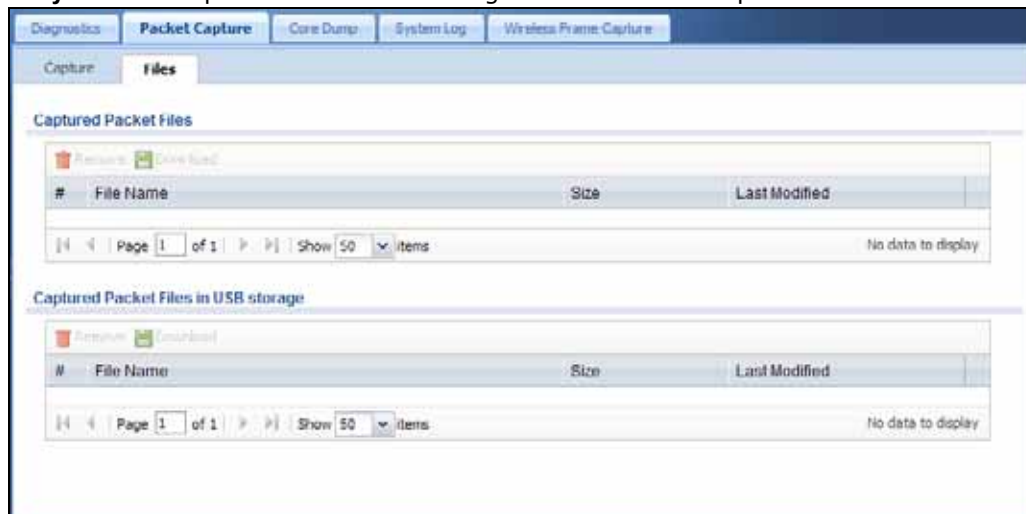 Diagnostics Packet Capture Core Dump System Log Wireless Frame Capture
Capture Files
Captured Packet Files
Remove Download
# File Name Size Last Modified
Page 1 of 1 Show 50 items No data to display
Captured Packet Files in USB storage
Remove Download
# File Name Size Last Modified
Page 1 of 1 Show 50 items No data to display